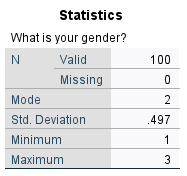 Statistics
What is your gender?
N Valid 100
Missing 0
Mode 2
Std. Deviation .497
Minimum 1
Maximum 3